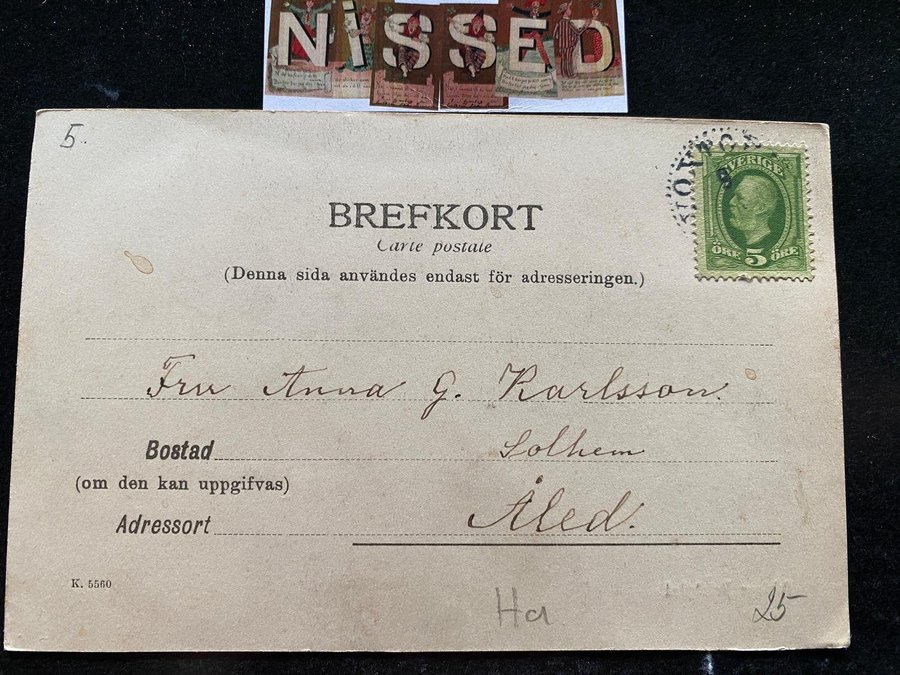 NISSED
5.
SVERIGE
9
ÖRE 5 ÖRE
BREFKORT
Carte postale
(Denna sida användes endast för adresseringen.)
Fru Anna G. Karlsson.
Bostad Solhem
(om den kan uppgifvas)
Adressort Åled.
K. 5560
Ha
25